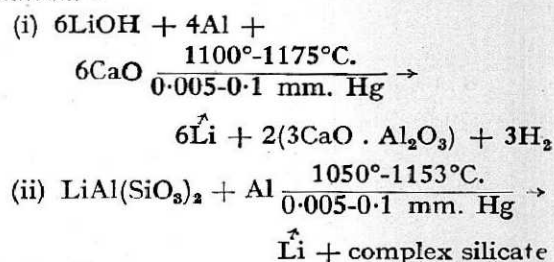 (i) 6LiOH + 4Al +
1100°-1175°C.
6CaO →
0·005-0·1 mm. Hg
↑
6Li + 2(3CaO . Al₂O₃) + 3H₂
1050°-1153°C.
(ii) LiAl(SiO₃)₂ + Al →
0·005-0·1 mm. Hg
↑
Li + complex silicate